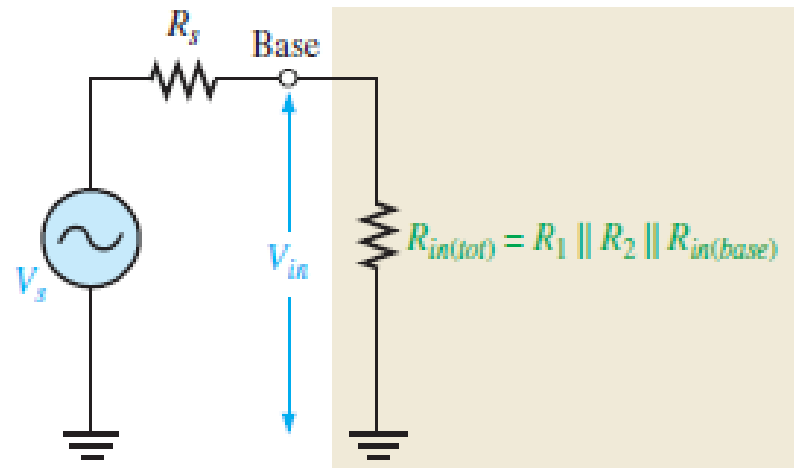 Rs
Base
Vs
Vin
Rin(tot) = R1 || R2 || Rin(base)